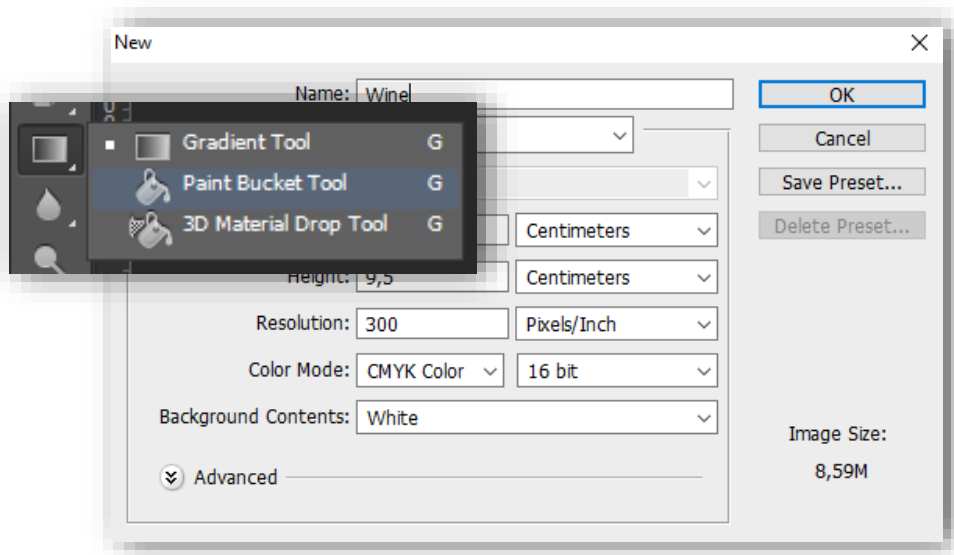 New
Name: Wine
OK
Gradient Tool G
Cancel
Paint Bucket Tool G
Save Preset...
3D Material Drop Tool G
Centimeters
Delete Preset...
Height: 9,5 Centimeters
Resolution: 300 Pixels/Inch
Color Mode: CMYK Color 16 bit
Background Contents: White
Image Size:
8,59M
Advanced